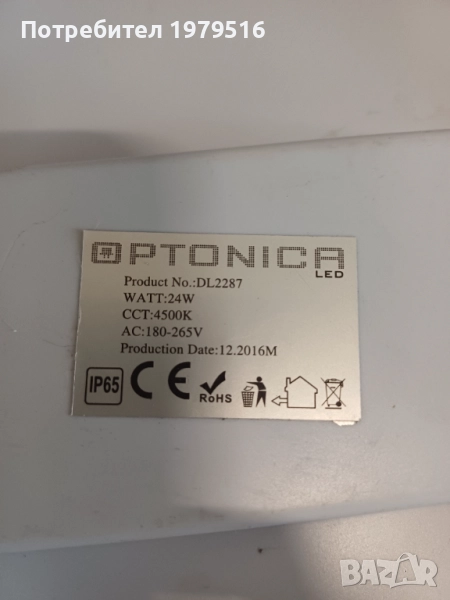 Потребител 1979516
OPTONICA
LED
Product No.:DL2287
WATT:24W
CCT:4500K
AC:180-265V
Production Date:12.2016M
IP65 CE RoHS
BAZAR